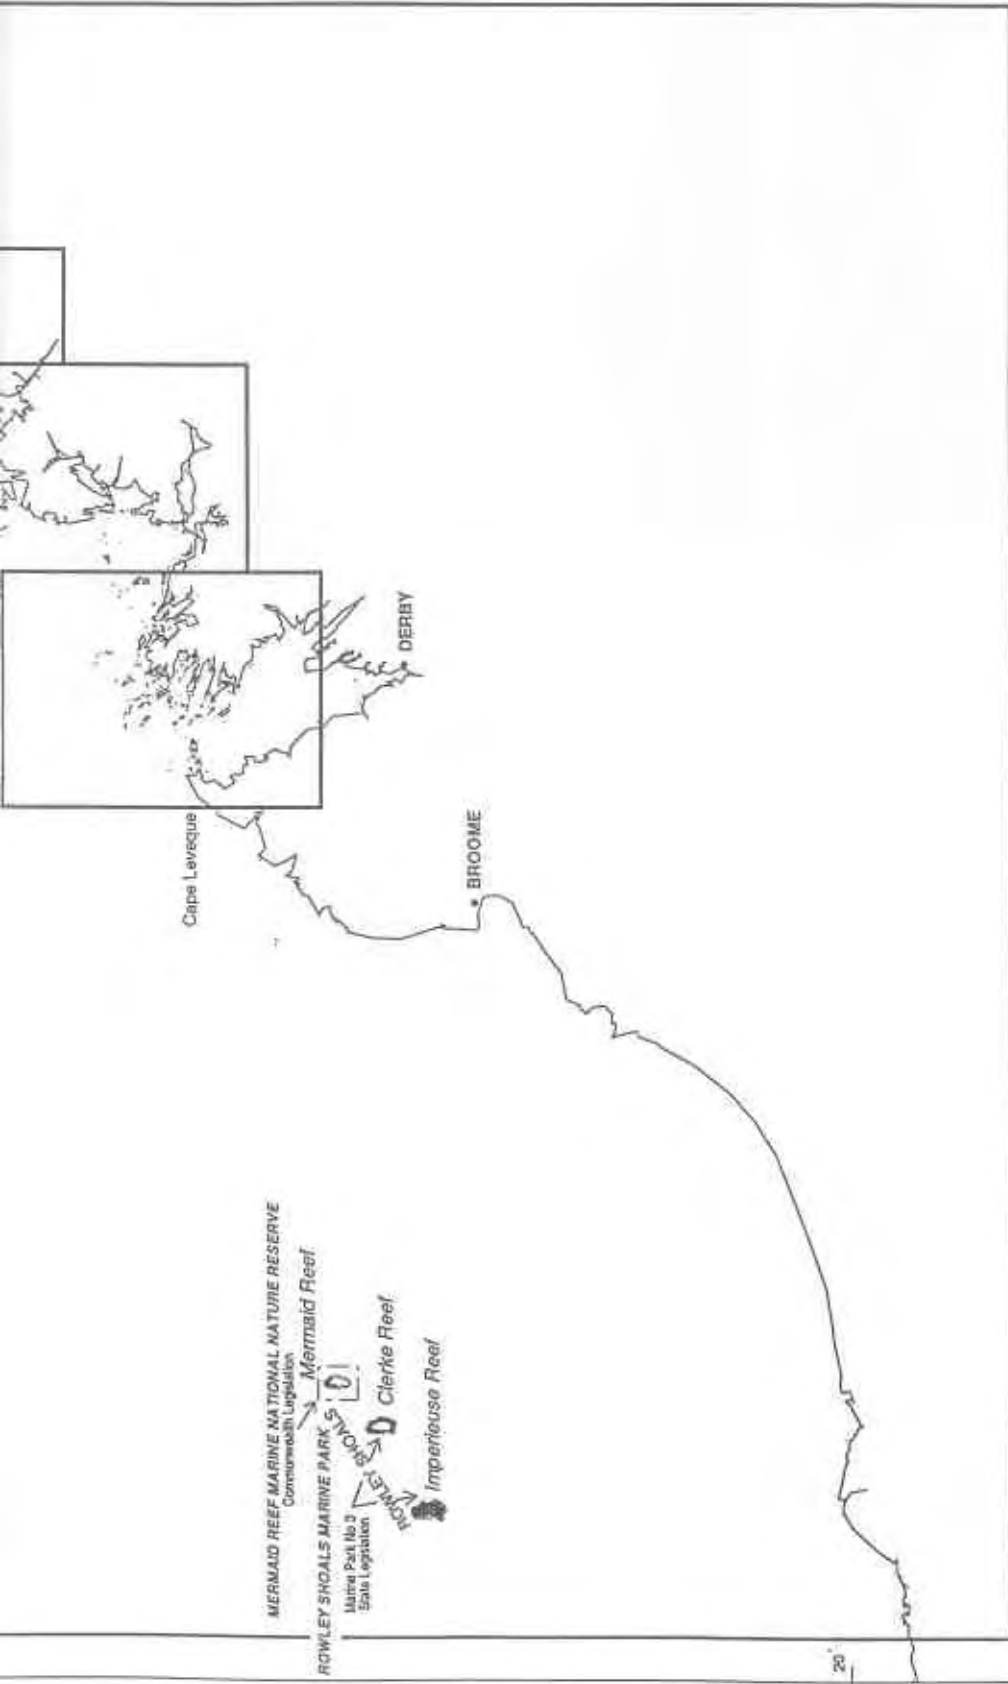 DERBY
Cape Leveque
BROOME
MERMAID REEF MARINE NATIONAL NATURE RESERVE
Commonwealth Legislation
Mermaid Reef
ROWLEY SHOALS MARINE PARK
Marine Park No 3
State Legislation
ROWLEY SHOALS
Clerke Reef
Imperieuse Reef
20°